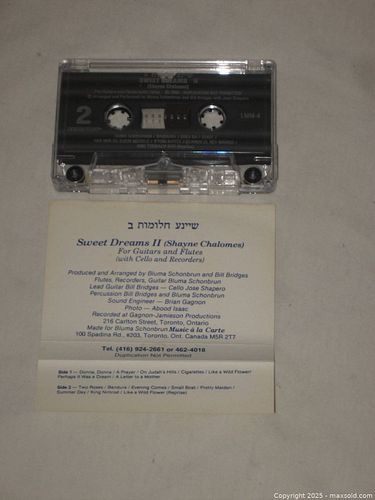 SWEET DREAMS II
(Shayne Chalomes)
2
LMM-4
שיינע חלומות ב
Sweet Dreams II (Shayne Chalomes)
For Guitars and Flutes
(with Cello and Recorders)
Produced and Arranged by Bluma Schonbrun and Bill Bridges
Flutes, Recorders, Guitar Bluma Schonbrun
Lead Guitar Bill Bridges — Cello Jose Shapero
Percussion Bill Bridges and Bluma Schonbrun
Sound Engineer — Brian Gagnon
Photo — Abood Isaac
Recorded at Gagnon-Jamieson Productions
216 Carlton Street, Toronto, Ontario
Made for Bluma Schonbrun Music à la Carte
100 Spadina Rd., #203, Toronto, Ont. Canada M5R 2T7
Tel. (416) 924-2661 or 462-4018
Duplication Not Permitted
Side 1 — Donna, Donna / A Prayer / On Judah's Hills / Cigarettes / Like a Wild Flower/
Perhaps It Was a Dream / A Letter to a Mother
Side 2 — Two Roses / Bandura / Evening Comes / Small Boat / Pretty Maiden /
Summer Day / King Nimrod / Like a Wild Flower (Reprise)
Copyright 2025 - maxsold.com